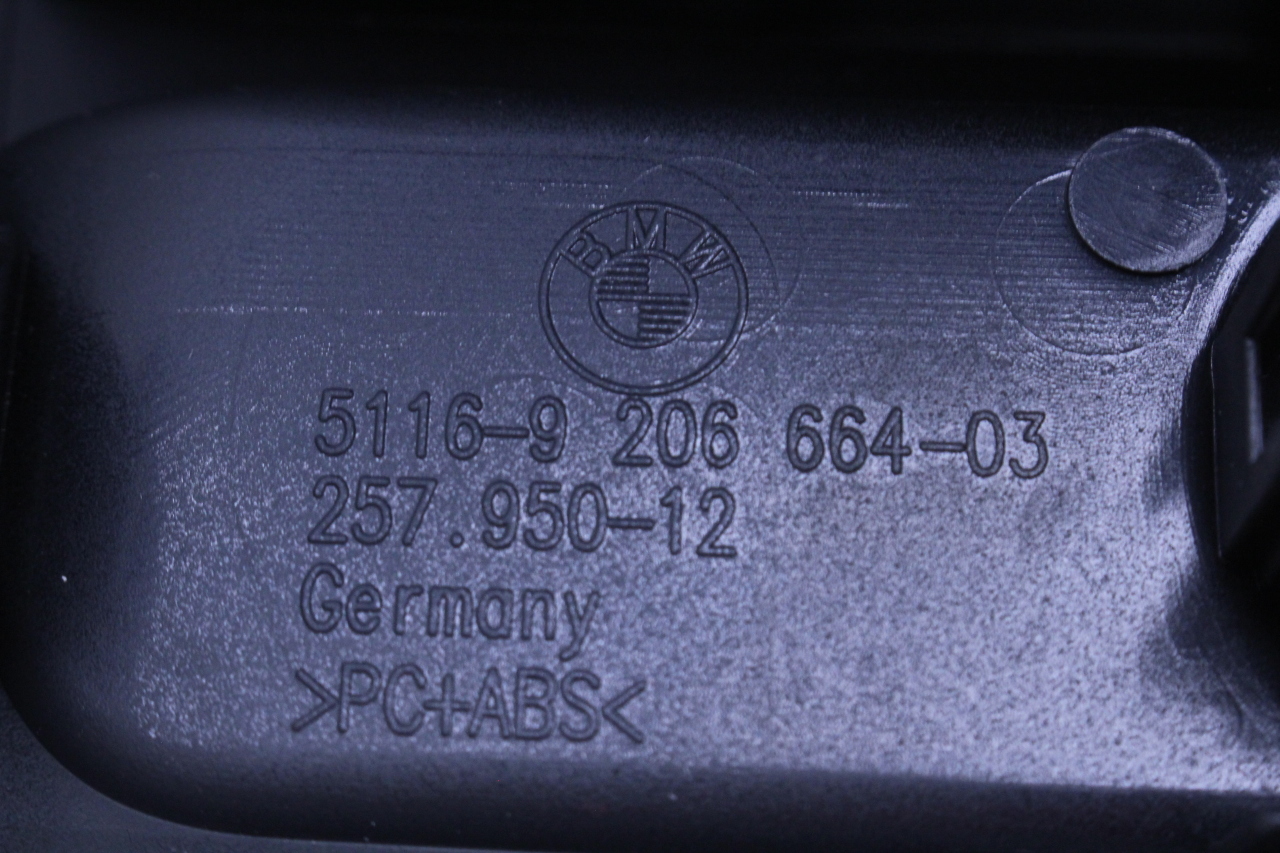 BMW
5116-9 206 664-03
257.950-12
Germany
>PC+ABS<